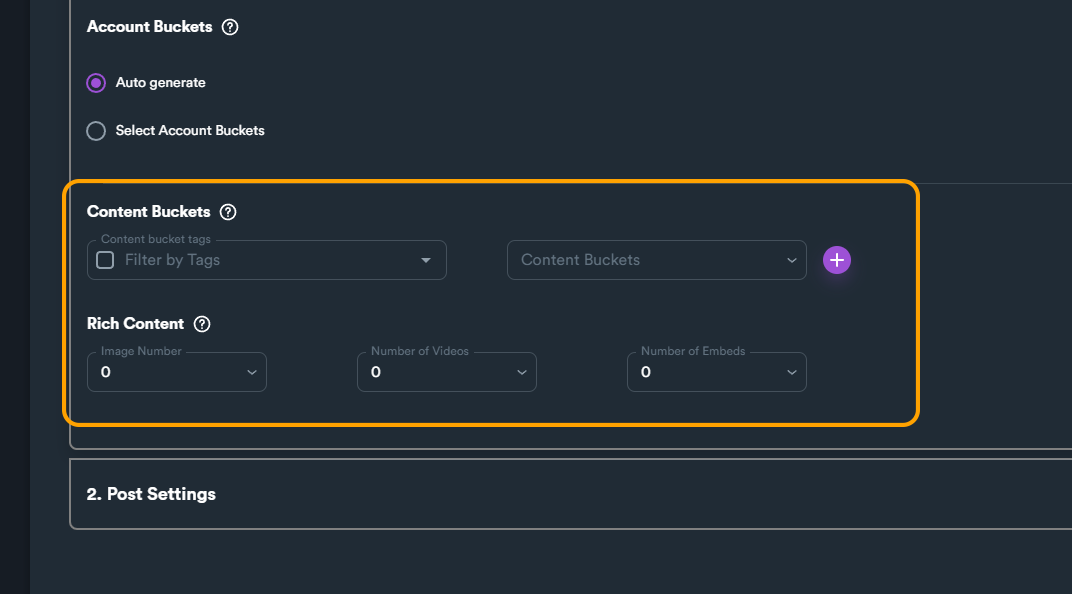 Account Buckets ?
Auto generate
Select Account Buckets
Content Buckets ?
Content bucket tags
Filter by Tags
Content Buckets
Rich Content ?
Image Number
0
Number of Videos
0
Number of Embeds
0
2. Post Settings